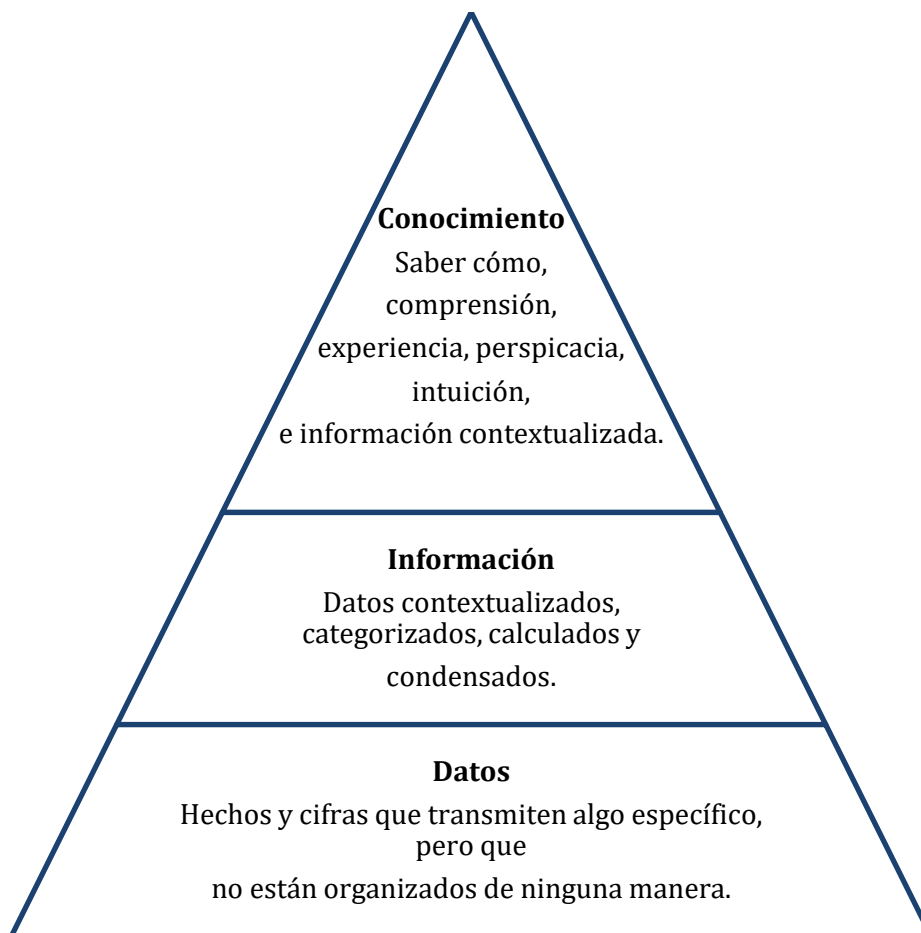 Conocimiento
Saber cómo,
comprensión,
experiencia, perspicacia,
intuición,
e información contextualizada.
Información
Datos contextualizados,
categorizados, calculados y
condensados.
Datos
Hechos y cifras que transmiten algo específico,
pero que
no están organizados de ninguna manera.